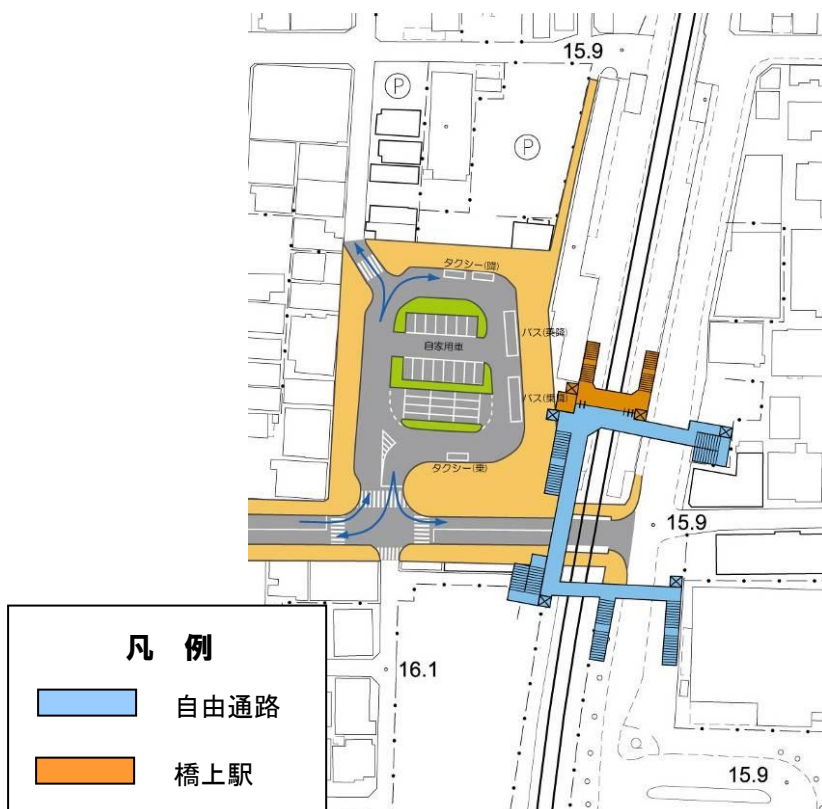 15.9
Ⓟ
Ⓟ
タクシー(降)
バス(乗降)
自家用車
バス(乗降)
タクシー(乗)
15.9
16.1
15.9
凡 例
自由通路
橋上駅